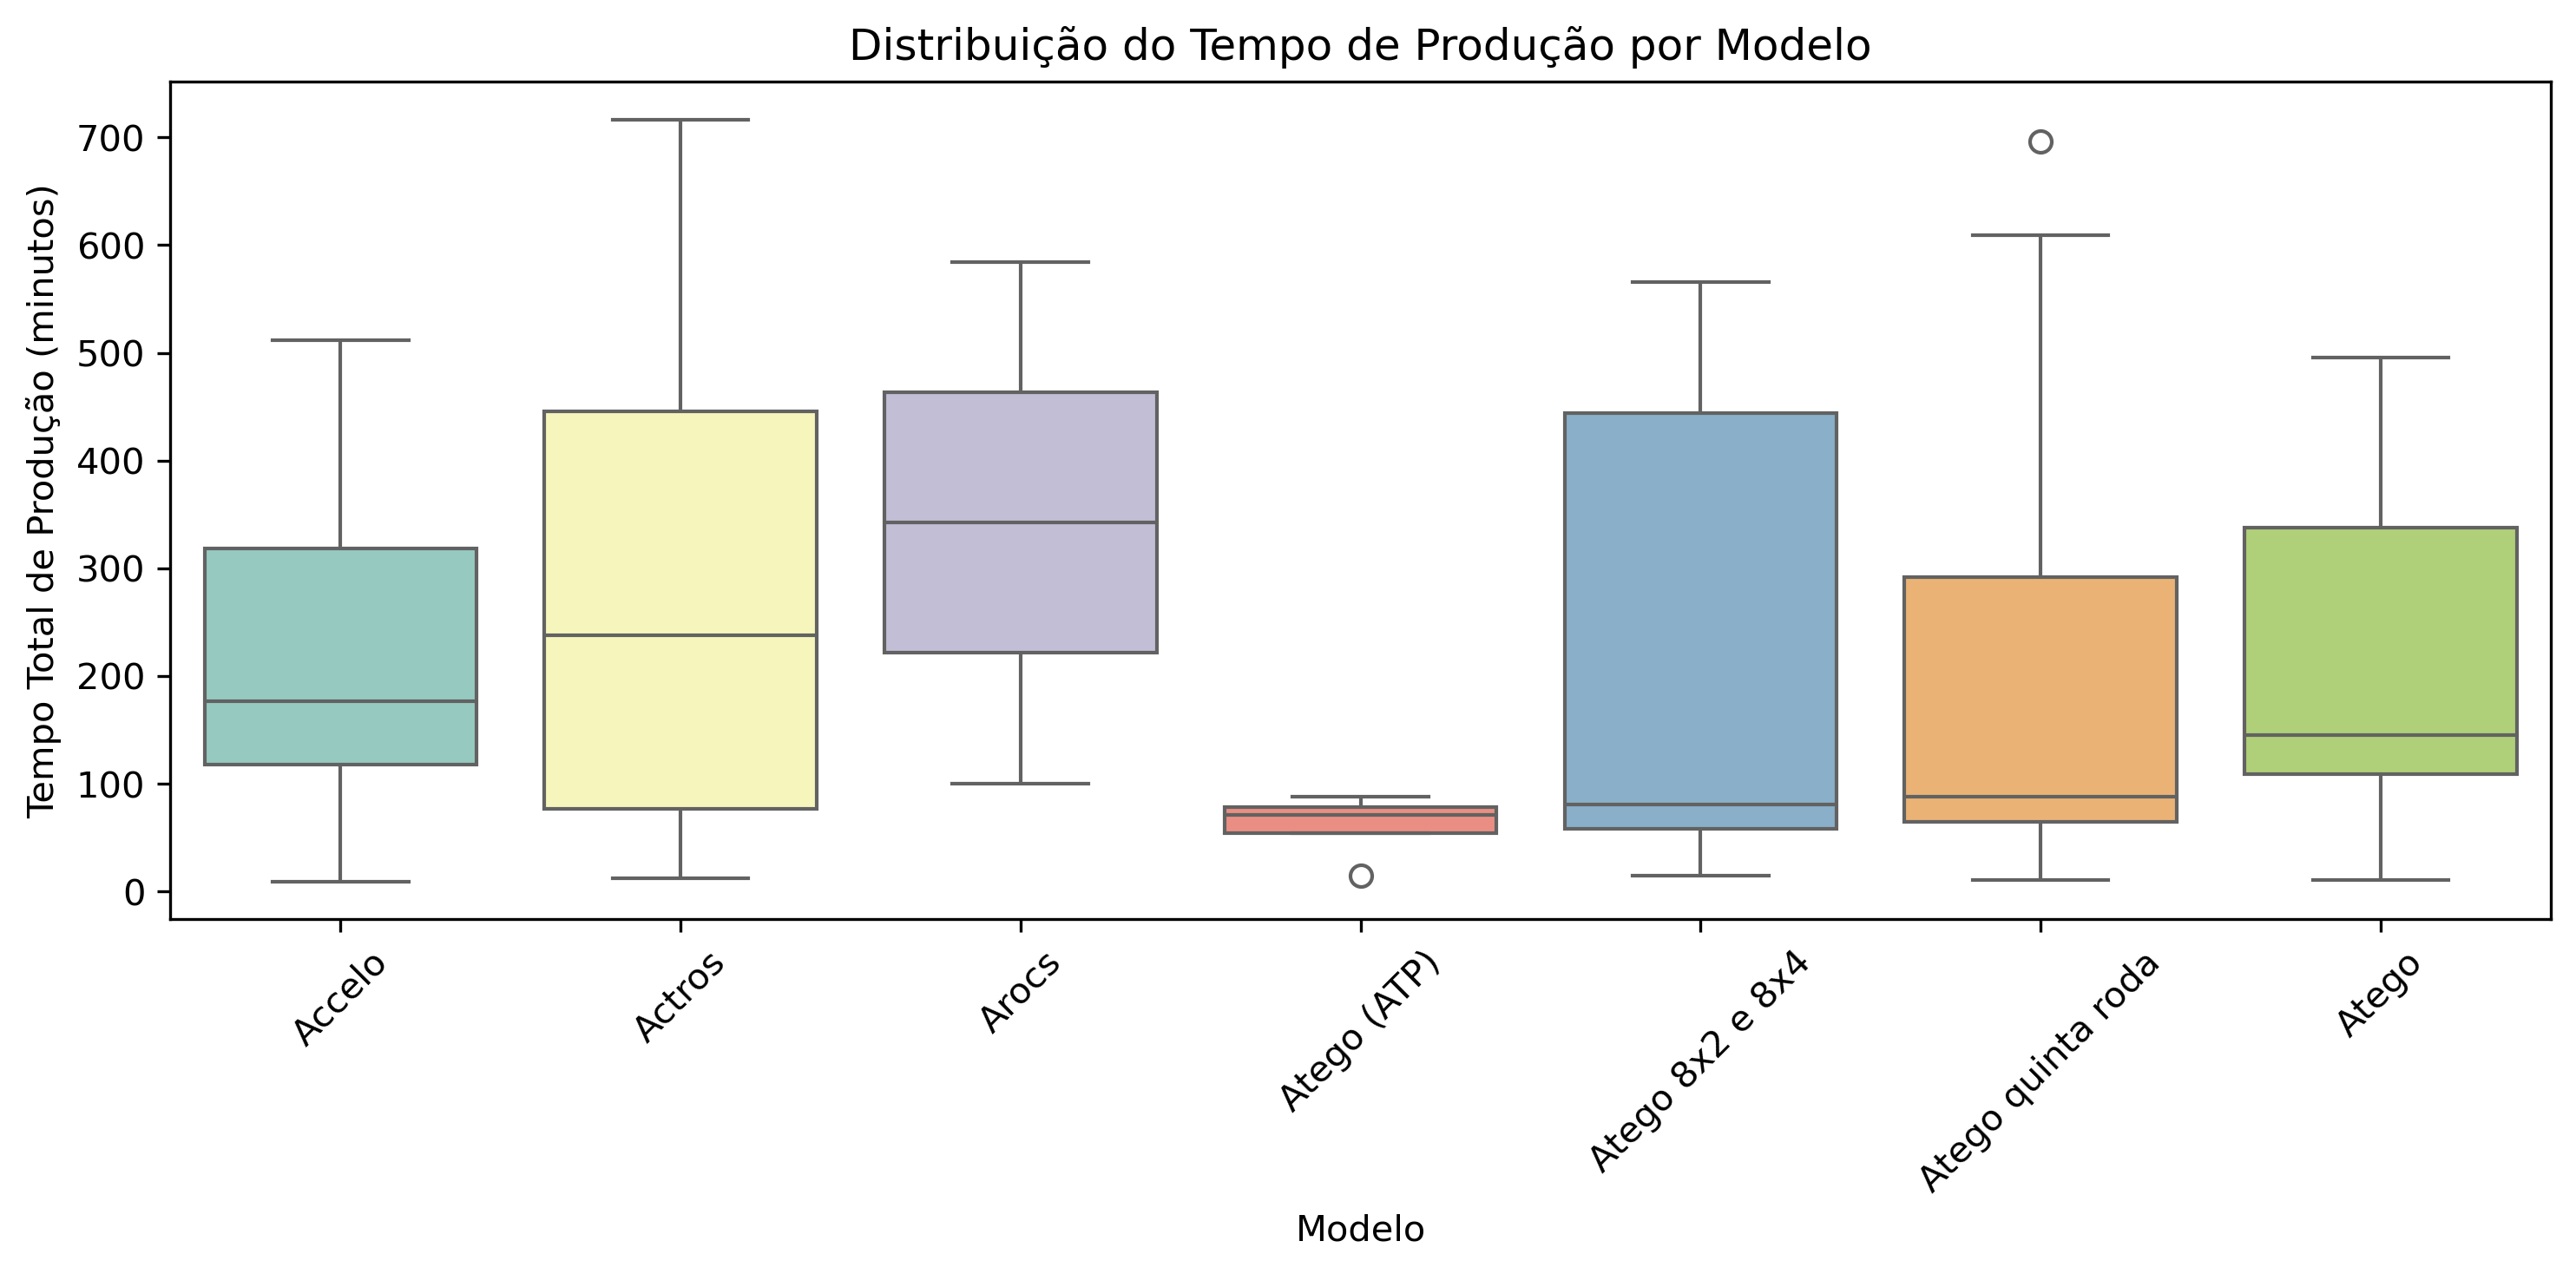 Distribuição do Tempo de Produção por Modelo
Tempo Total de Produção (minutos)
700
600
500
400
300
200
100
0
Accelo
Actros
Arocs
Atego (ATP)
Atego 8x2 e 8x4
Atego quinta roda
Atego
Modelo